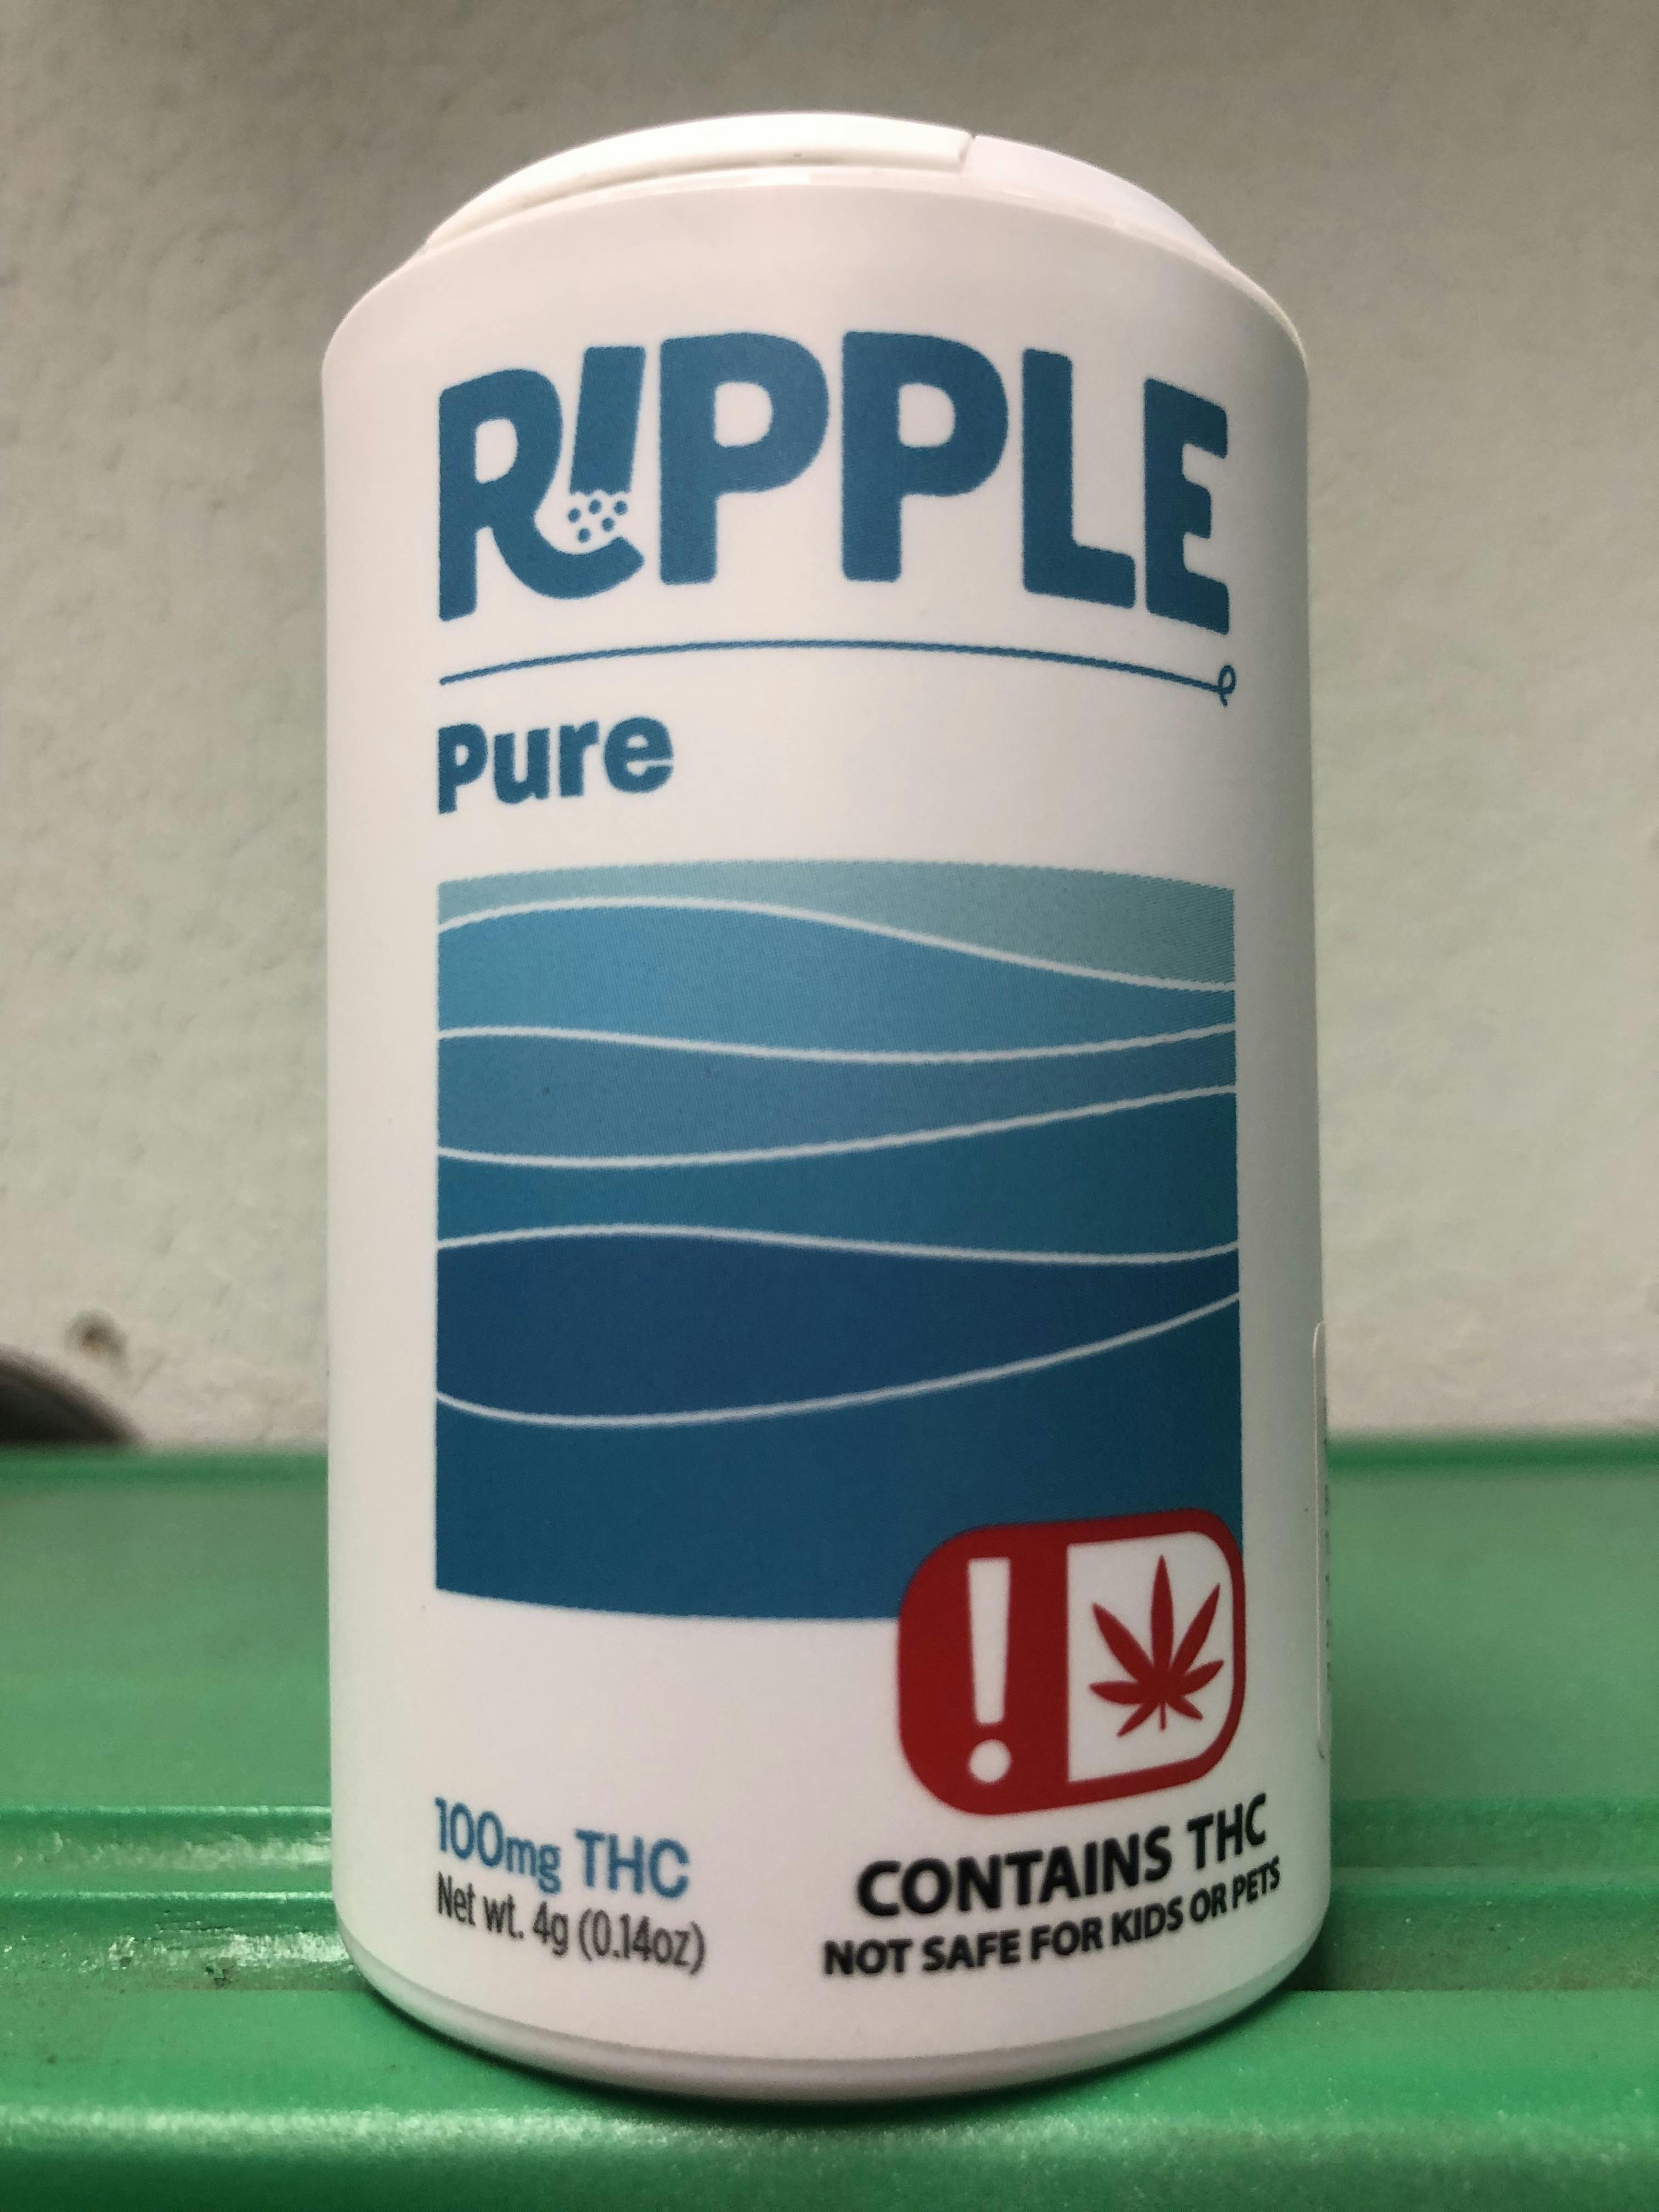 RIPPLE
Pure
100mg THC
Net wt. 4g (0.14oz)
CONTAINS THC
NOT SAFE FOR KIDS OR PETS